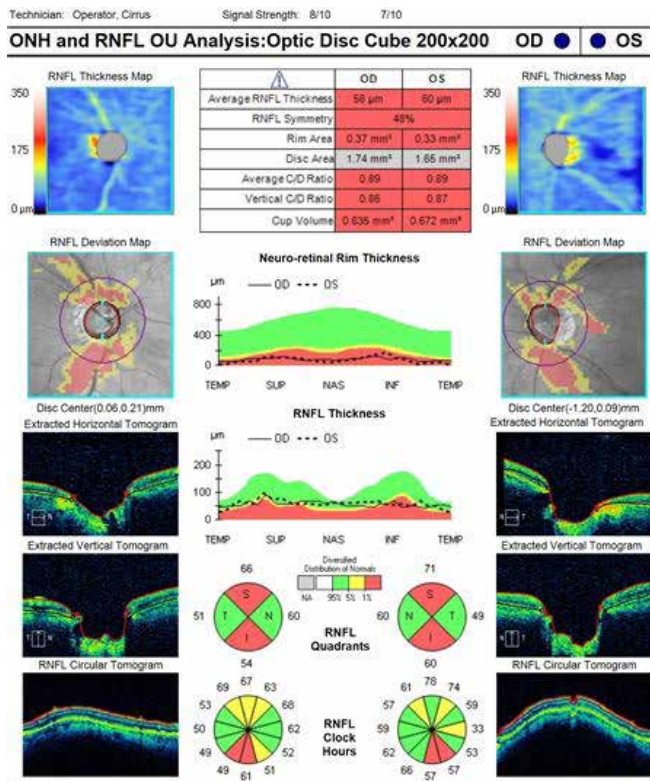 Technician: Operator, Cirrus Signal Strength: 8/10 7/10
ONH and RNFL OU Analysis:Optic Disc Cube 200x200 OD OS
RNFL Thickness Map
350
175
0 μm
OD OS
Average RNFL Thickness 58 μm 60 μm
RNFL Symmetry 48%
Rim Area 0.37 mm² 0.33 mm²
Disc Area 1.74 mm² 1.65 mm²
Average C/D Ratio 0.89 0.89
Vertical C/D Ratio 0.86 0.87
Cup Volume 0.635 mm³ 0.672 mm³
RNFL Thickness Map
350
175
0 μm
RNFL Deviation Map
Disc Center(0.06,0.21)mm
Neuro-retinal Rim Thickness
μm OD OS
800
400
0
TEMP SUP NAS INF TEMP
RNFL Deviation Map
Disc Center(-1.20,0.09)mm
Extracted Horizontal Tomogram
T N
RNFL Thickness
μm OD OS
200
100
0
TEMP SUP NAS INF TEMP
Extracted Horizontal Tomogram
N T
Extracted Vertical Tomogram
T N
Diversified
Distribution of Normals
NA 95% 5% 1%
Extracted Vertical Tomogram
N T
66
51 S T N I 60
54
RNFL
Quadrants
71
60 S N T I 49
60
RNFL Circular Tomogram
67
69 63
53 68
50 62
49 52
49 51
61
RNFL
Clock
Hours
78
61 74
57 59
59 33
62 53
66 57
57
RNFL Circular Tomogram